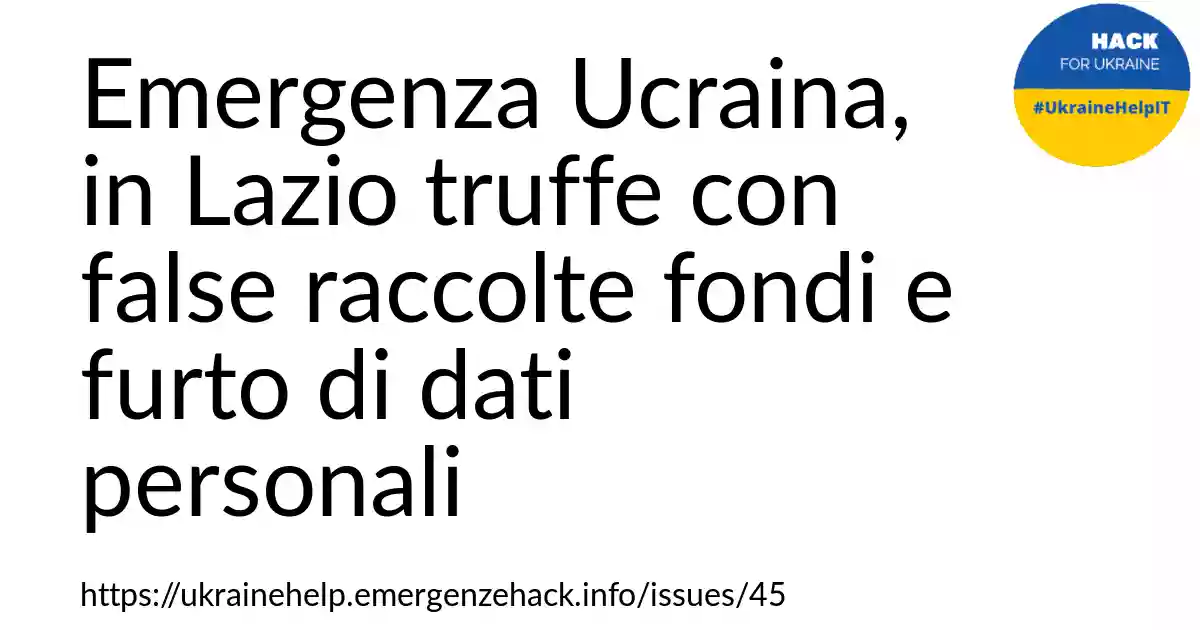 Emergenza Ucraina,
in Lazio truffe con
false raccolte fondi e
furto di dati
personali
https://ukrainehelp.emergenzehack.info/issues/45
HACK
FOR UKRAINE
#UkraineHelpIT